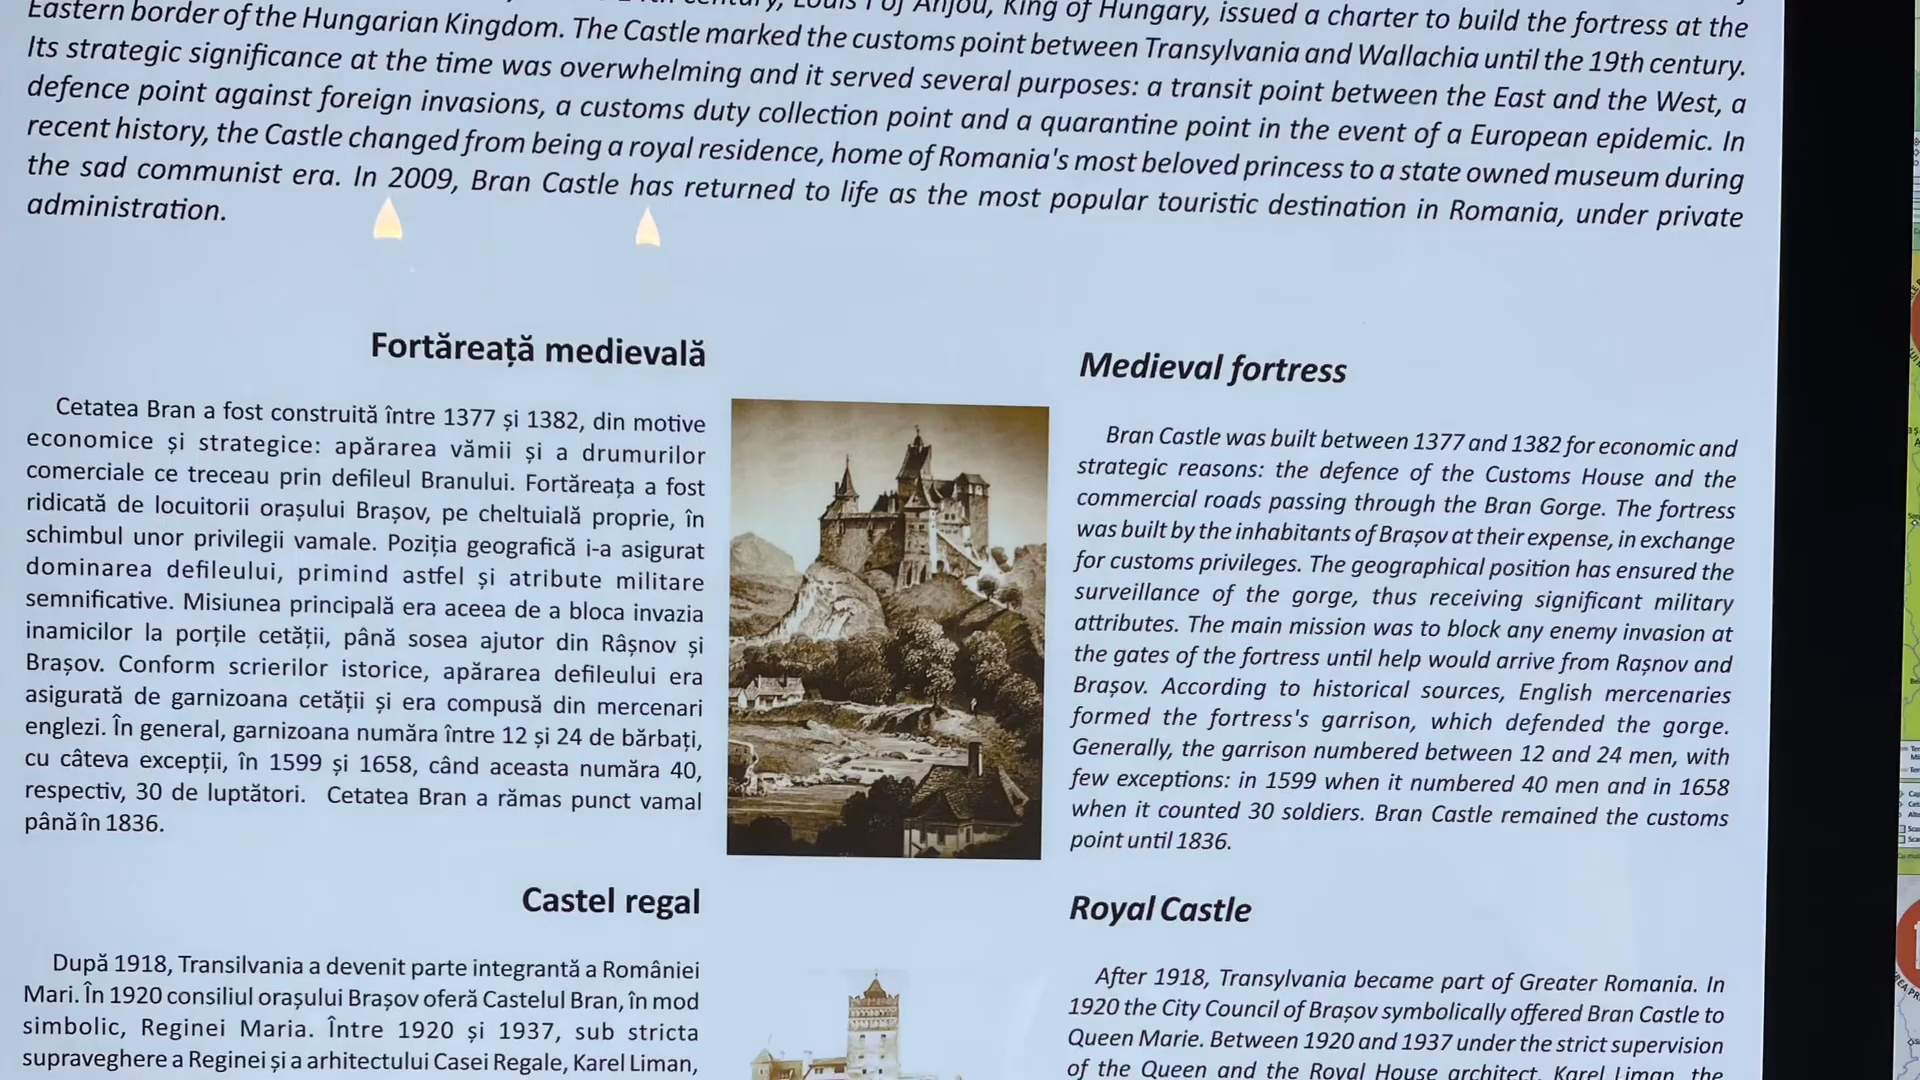 Louis I of Anjou, King of Hungary, issued a charter to build the fortress at the
Eastern border of the Hungarian Kingdom. The Castle marked the customs point between Transylvania and Wallachia until the 19th century.
Its strategic significance at the time was overwhelming and it served several purposes: a transit point between the East and the West, a
defence point against foreign invasions, a customs duty collection point and a quarantine point in the event of a European epidemic. In
recent history, the Castle changed from being a royal residence, home of Romania's most beloved princess to a state owned museum during
the sad communist era. In 2009, Bran Castle has returned to life as the most popular touristic destination in Romania, under private
administration.
Fortăreață medievală
Cetatea Bran a fost construită între 1377 și 1382, din motive
economice și strategice: apărarea vămii și a drumurilor
comerciale ce treceau prin defileul Branului. Fortăreața a fost
ridicată de locuitorii orașului Brașov, pe cheltuială proprie, în
schimbul unor privilegii vamale. Poziția geografică i-a asigurat
dominarea defileului, primind astfel și atribute militare
semnificative. Misiunea principală era aceea de a bloca invazia
inamicilor la porțile cetății, până sosea ajutor din Râșnov și
Brașov. Conform scrierilor istorice, apărarea defileului era
asigurată de garnizoana cetății și era compusă din mercenari
englezi. În general, garnizoana număra între 12 și 24 de bărbați,
cu câteva excepții, în 1599 și 1658, când aceasta număra 40,
respectiv, 30 de luptători. Cetatea Bran a rămas punct vamal
până în 1836.
Medieval fortress
Bran Castle was built between 1377 and 1382 for economic and
strategic reasons: the defence of the Customs House and the
commercial roads passing through the Bran Gorge. The fortress
was built by the inhabitants of Brașov at their expense, in exchange
for customs privileges. The geographical position has ensured the
surveillance of the gorge, thus receiving significant military
attributes. The main mission was to block any enemy invasion at
the gates of the fortress until help would arrive from Rașnov and
Brașov. According to historical sources, English mercenaries
formed the fortress's garrison, which defended the gorge.
Generally, the garrison numbered between 12 and 24 men, with
few exceptions: in 1599 when it numbered 40 men and in 1658
when it counted 30 soldiers. Bran Castle remained the customs
point until 1836.
Castel regal
După 1918, Transilvania a devenit parte integrantă a României
Mari. În 1920 consiliul orașului Brașov oferă Castelul Bran, în mod
simbolic, Reginei Maria. Între 1920 și 1937, sub stricta
supraveghere a Reginei și a arhitectului Casei Regale, Karel Liman,
Royal Castle
After 1918, Transylvania became part of Greater Romania. In
1920 the City Council of Brașov symbolically offered Bran Castle to
Queen Marie. Between 1920 and 1937 under the strict supervision
of the Queen and the Royal House architect, Karel Liman, the